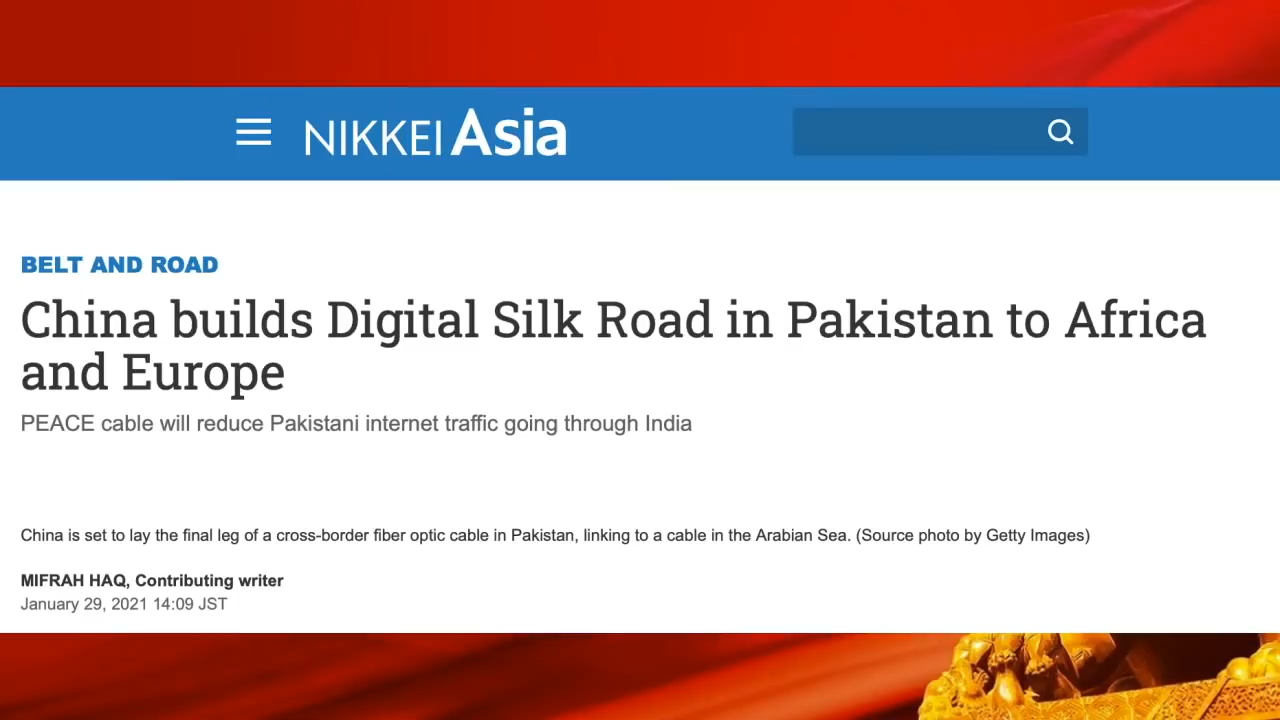 NIKKEI Asia
BELT AND ROAD
China builds Digital Silk Road in Pakistan to Africa
and Europe
PEACE cable will reduce Pakistani internet traffic going through India
China is set to lay the final leg of a cross-border fiber optic cable in Pakistan, linking to a cable in the Arabian Sea. (Source photo by Getty Images)
MIFRAH HAQ, Contributing writer
January 29, 2021 14:09 JST